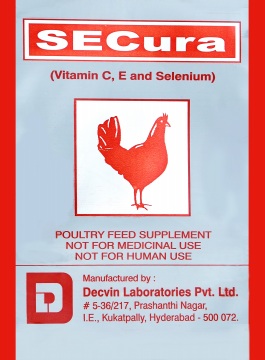 SECura
(Vitamin C, E and Selenium)
POULTRY FEED SUPPLEMENT
NOT FOR MEDICINAL USE
NOT FOR HUMAN USE
Manufactured by :
Decvin Laboratories Pvt. Ltd.
# 5-36/217, Prashanthi Nagar,
I.E., Kukatpally, Hyderabad - 500 072.